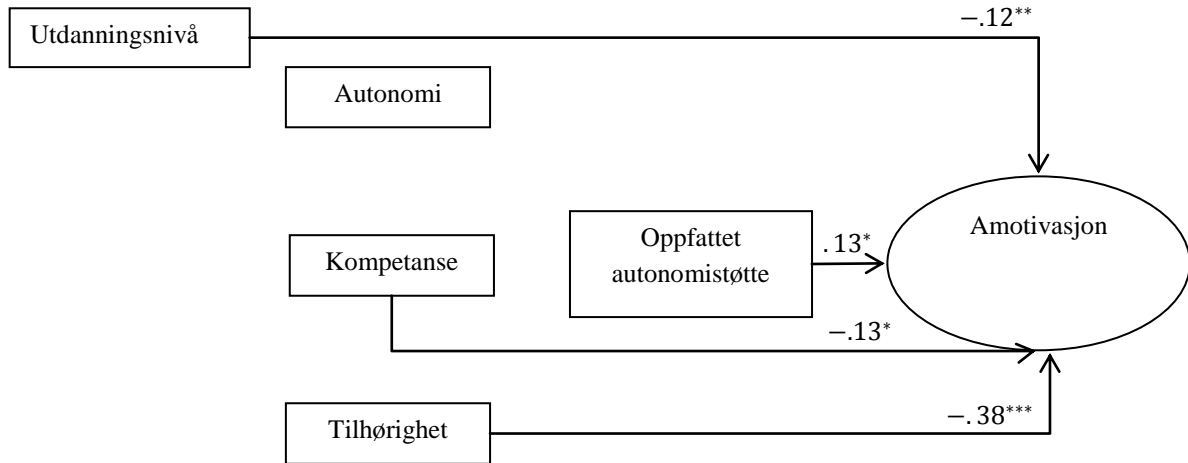 Utdanningsnivå
−.12**
Autonomi
Amotivasjon
Oppfattet
autonomistøtte
.13*
Kompetanse
−.13*
Tilhørighet
−.38***